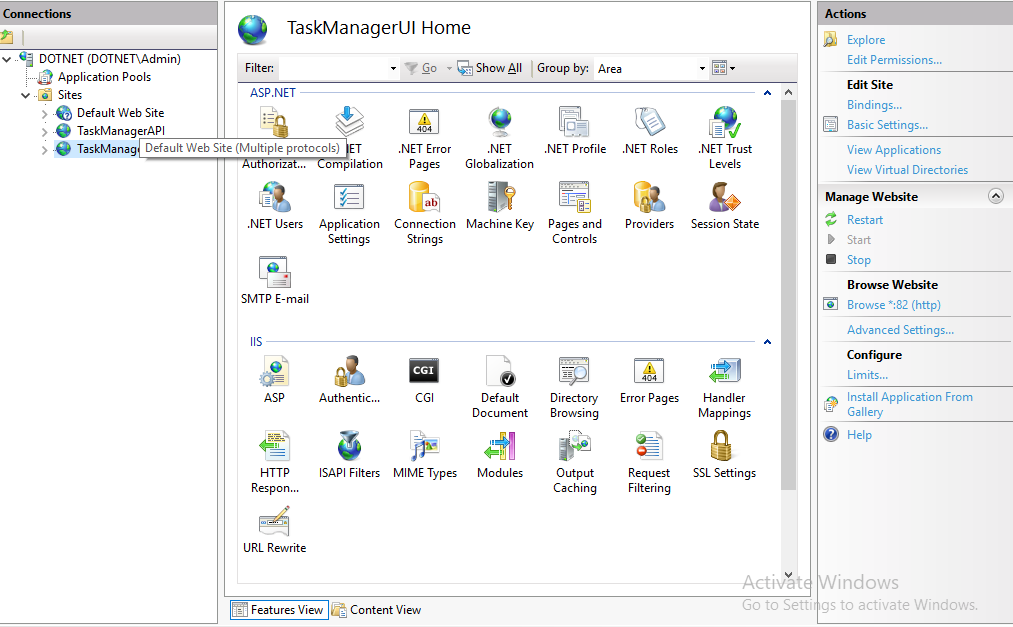 Connections
DOTNET (DOTNET\Admin)
Application Pools
Sites
Default Web Site
TaskManagerAPI
TaskManage
Default Web Site (Multiple protocols)
TaskManagerUI Home
Filter:
Go
Show All
Group by:
Area
ASP.NET
Authorizat...
.NET
Compilation
.NET Error
Pages
.NET
Globalization
.NET Profile
.NET Roles
.NET Trust
Levels
.NET Users
Application
Settings
Connection
Strings
Machine Key
Pages and
Controls
Providers
Session State
SMTP E-mail
IIS
ASP
Authentic...
CGI
Default
Document
Directory
Browsing
Error Pages
Handler
Mappings
HTTP
Respon...
ISAPI Filters
MIME Types
Modules
Output
Caching
Request
Filtering
SSL Settings
URL Rewrite
Features View
Content View
Actions
Explore
Edit Permissions...
Edit Site
Bindings...
Basic Settings...
View Applications
View Virtual Directories
Manage Website
Restart
Start
Stop
Browse Website
Browse *:82 (http)
Advanced Settings...
Configure
Limits...
Install Application From
Gallery
Help
Activate Windows
Go to Settings to activate Windows.